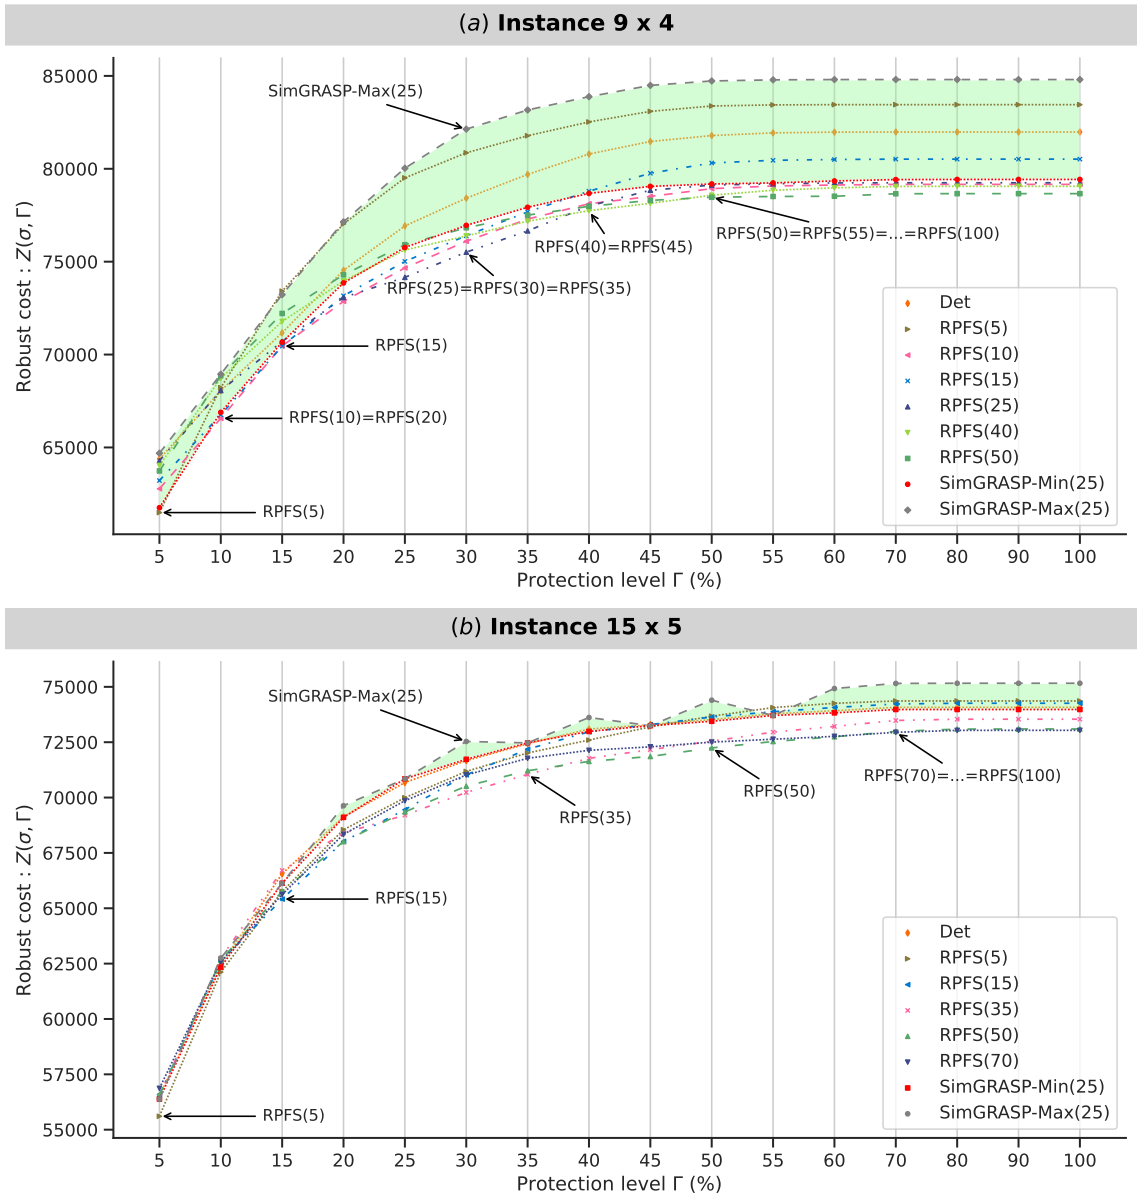 (a) Instance 9 x 4
Robust cost : Z(σ, Γ)
85000
80000
75000
70000
65000
SimGRASP-Max(25)
RPFS(50)=RPFS(55)=...=RPFS(100)
RPFS(40)=RPFS(45)
RPFS(25)=RPFS(30)=RPFS(35)
RPFS(15)
RPFS(10)=RPFS(20)
RPFS(5)
Det
RPFS(5)
RPFS(10)
RPFS(15)
RPFS(25)
RPFS(40)
RPFS(50)
SimGRASP-Min(25)
SimGRASP-Max(25)
5 10 15 20 25 30 35 40 45 50 55 60 70 80 90 100
Protection level Γ (%)
(b) Instance 15 x 5
Robust cost : Z(σ, Γ)
75000
72500
70000
67500
65000
62500
60000
57500
55000
SimGRASP-Max(25)
RPFS(70)=...=RPFS(100)
RPFS(50)
RPFS(35)
RPFS(15)
RPFS(5)
Det
RPFS(5)
RPFS(15)
RPFS(35)
RPFS(50)
RPFS(70)
SimGRASP-Min(25)
SimGRASP-Max(25)
5 10 15 20 25 30 35 40 45 50 55 60 70 80 90 100
Protection level Γ (%)